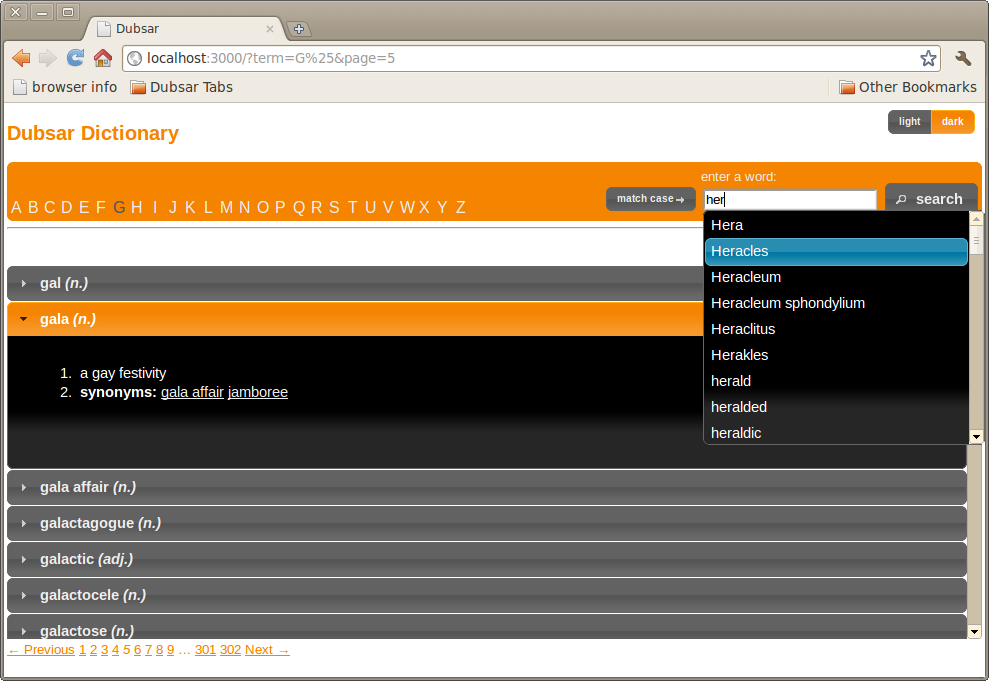 Dubsar
localhost:3000/?term=G%25&page=5
browser info Dubsar Tabs Other Bookmarks
light dark
Dubsar Dictionary
enter a word:
A B C D E F G H I J K L M N O P Q R S T U V W X Y Z match case→ her search
Hera
Heracles
Heracleum
Heracleum sphondylium
Heraclitus
Herakles
herald
heralded
heraldic
gal (n.)
gala (n.)
1. a gay festivity
2. synonyms: gala affair jamboree
gala affair (n.)
galactagogue (n.)
galactic (adj.)
galactocele (n.)
galactose (n.)
← Previous 1 2 3 4 5 6 7 8 9 … 301 302 Next →